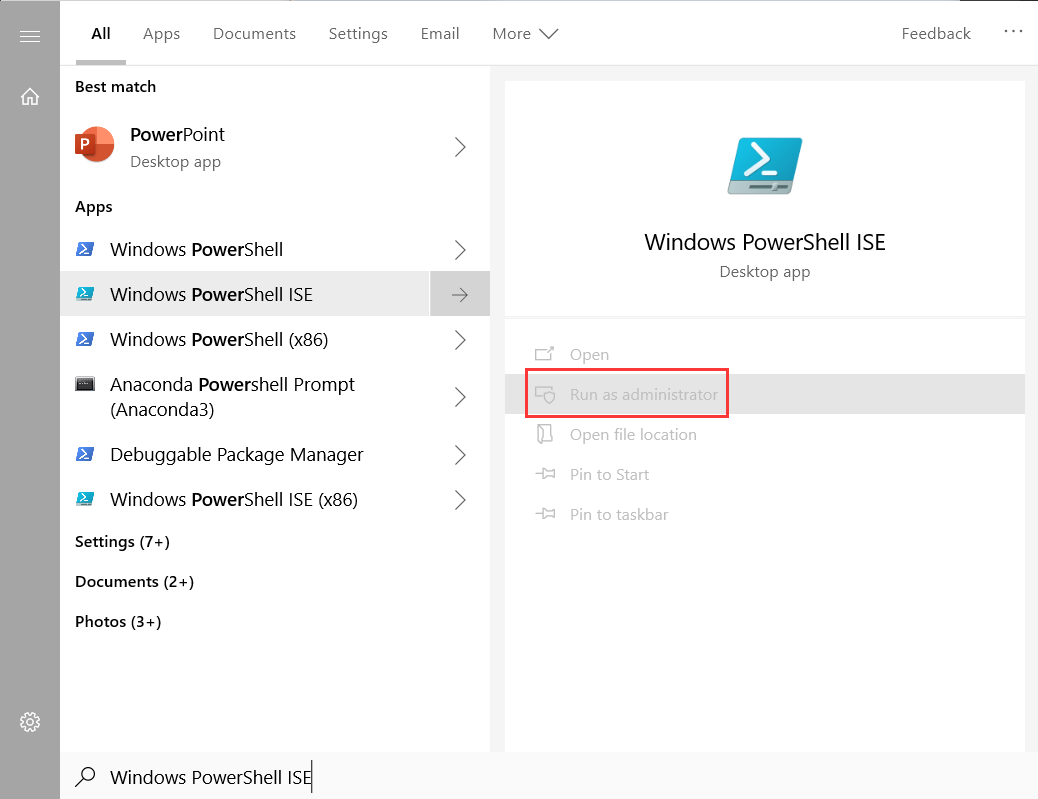 All Apps Documents Settings Email More Feedback ...
Best match
P
PowerPoint
Desktop app
Apps
Windows PowerShell
Windows PowerShell ISE
Windows PowerShell (x86)
Anaconda Powershell Prompt
(Anaconda3)
Debuggable Package Manager
Windows PowerShell ISE (x86)
Settings (7+)
Documents (2+)
Photos (3+)
Windows PowerShell ISE
Desktop app
Open
Run as administrator
Open file location
Pin to Start
Pin to taskbar
Windows PowerShell ISE